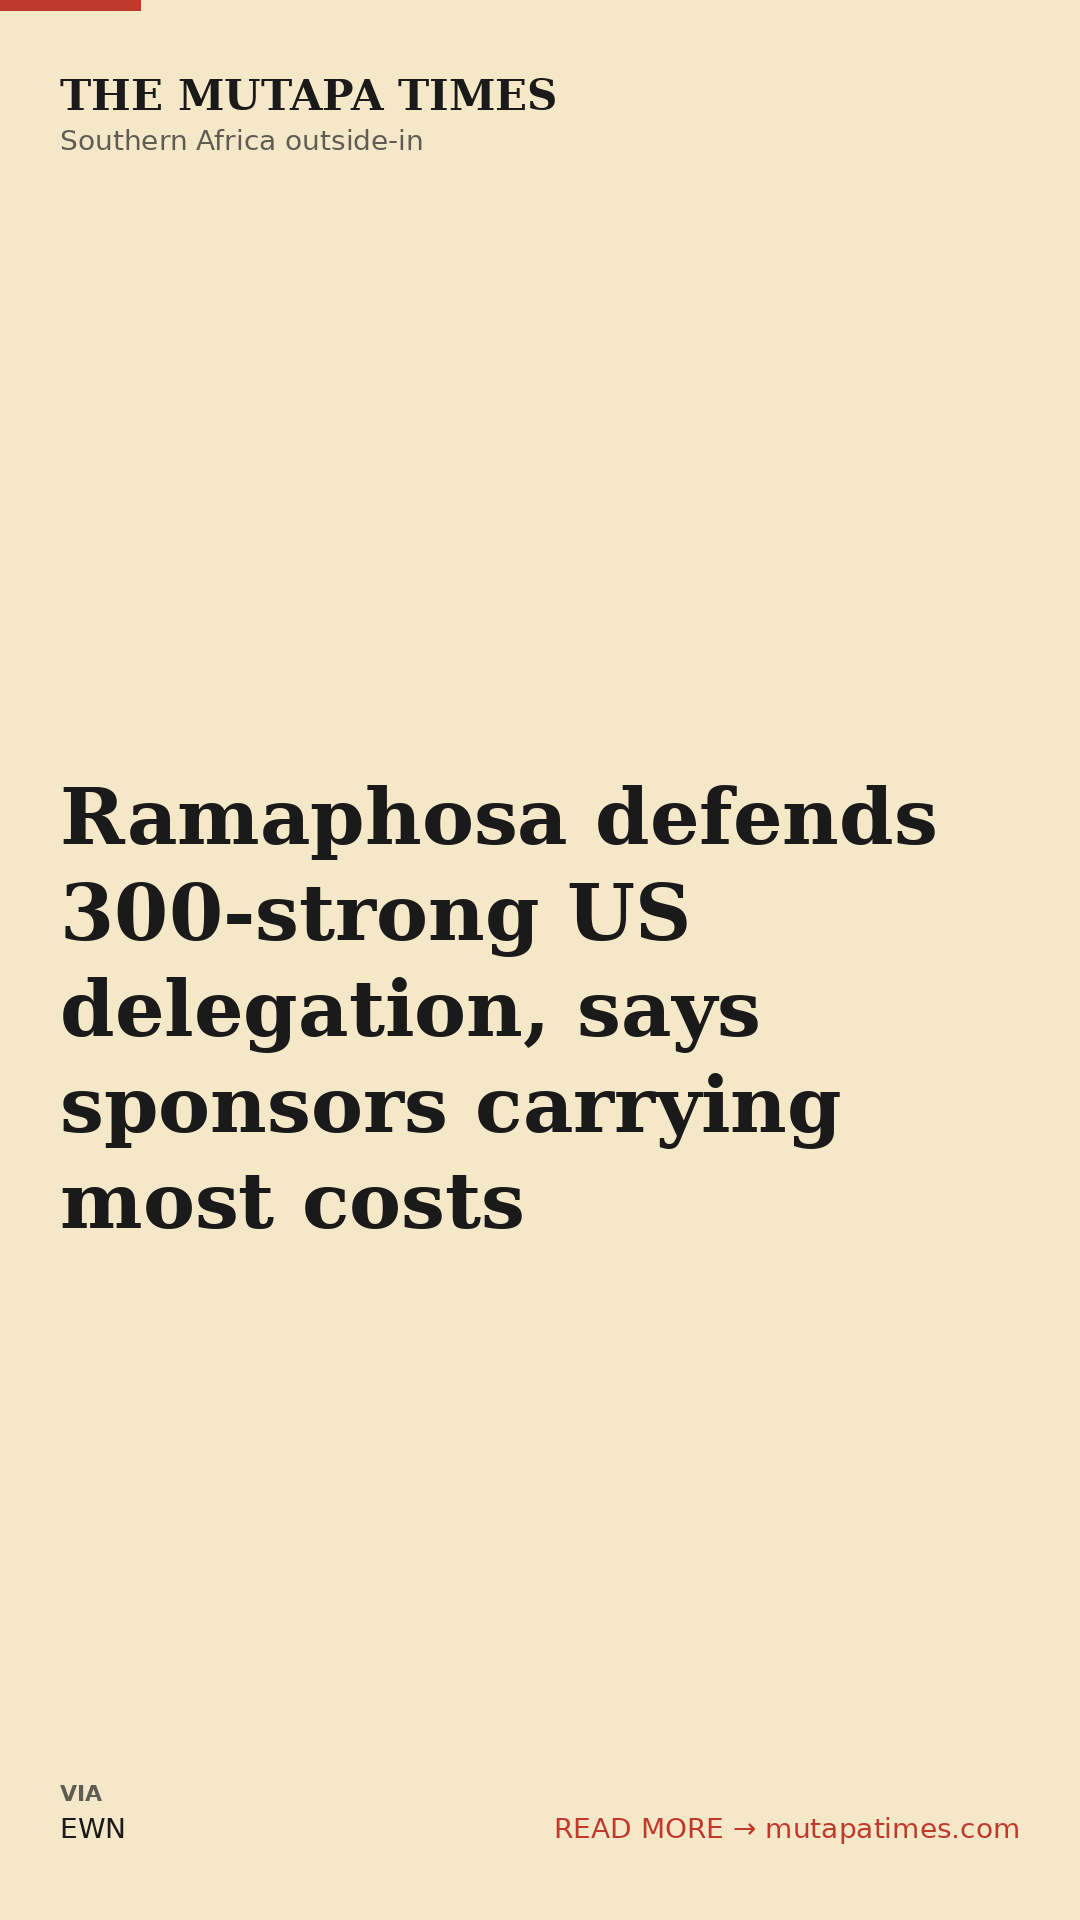 THE MUTAPA TIMES
Southern Africa outside-in
Ramaphosa defends
300-strong US
delegation, says
sponsors carrying
most costs
VIA
EWN
READ MORE → mutapatimes.com